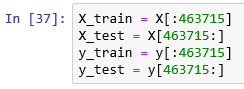 In [37]: X_train = X[:463715]
X_test = X[463715:]
y_train = y[:463715]
y_test = y[463715:]